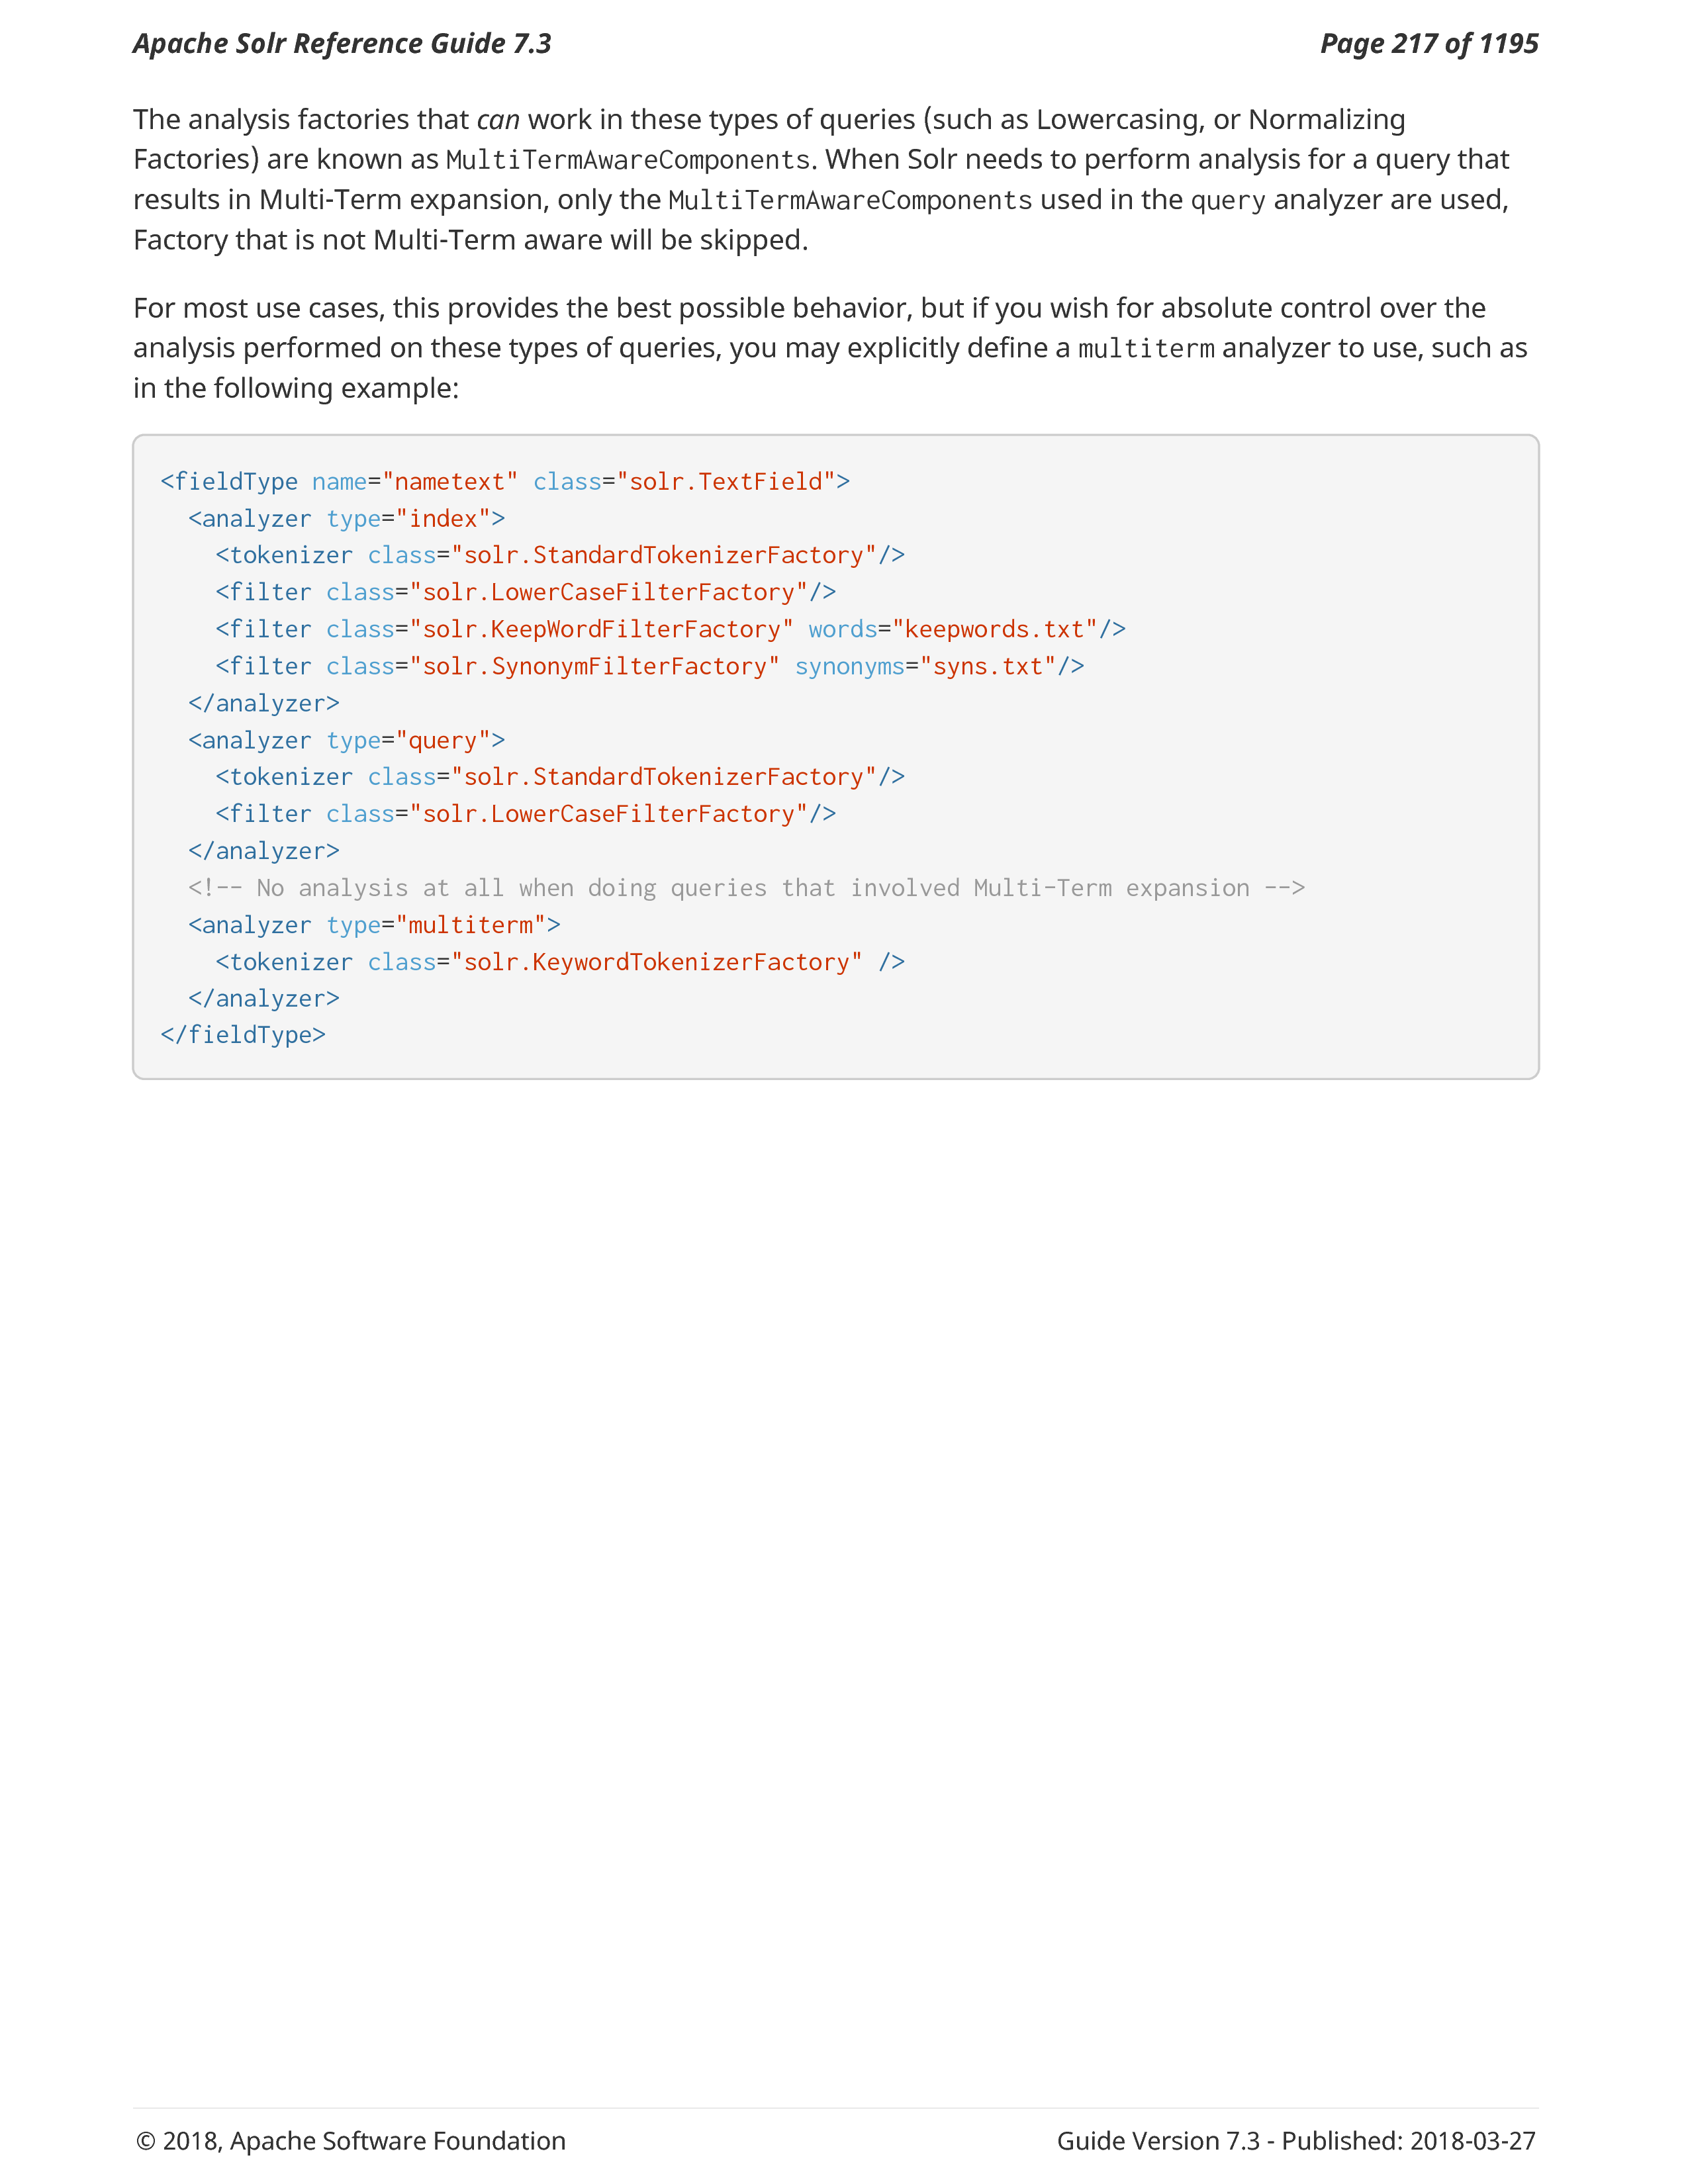 Apache Solr Reference Guide 7.3
Page 217 of 1195
The analysis factories that can work in these types of queries (such as Lowercasing, or Normalizing
Factories) are known as MultiTermAwareComponents. When Solr needs to perform analysis for a query that
results in Multi-Term expansion, only the MultiTermAwareComponents used in the query analyzer are used,
Factory that is not Multi-Term aware will be skipped.
For most use cases, this provides the best possible behavior, but if you wish for absolute control over the
analysis performed on these types of queries, you may explicitly define a multiterm analyzer to use, such as
in the following example:
<fieldType name="nametext" class="solr.TextField">
  <analyzer type="index">
    <tokenizer class="solr.StandardTokenizerFactory"/>
    <filter class="solr.LowerCaseFilterFactory"/>
    <filter class="solr.KeepWordFilterFactory" words="keepwords.txt"/>
    <filter class="solr.SynonymFilterFactory" synonyms="syns.txt"/>
  </analyzer>
  <analyzer type="query">
    <tokenizer class="solr.StandardTokenizerFactory"/>
    <filter class="solr.LowerCaseFilterFactory"/>
  </analyzer>
  <!-- No analysis at all when doing queries that involved Multi-Term expansion -->
  <analyzer type="multiterm">
    <tokenizer class="solr.KeywordTokenizerFactory" />
  </analyzer>
</fieldType>
© 2018, Apache Software Foundation
Guide Version 7.3 - Published: 2018-03-27